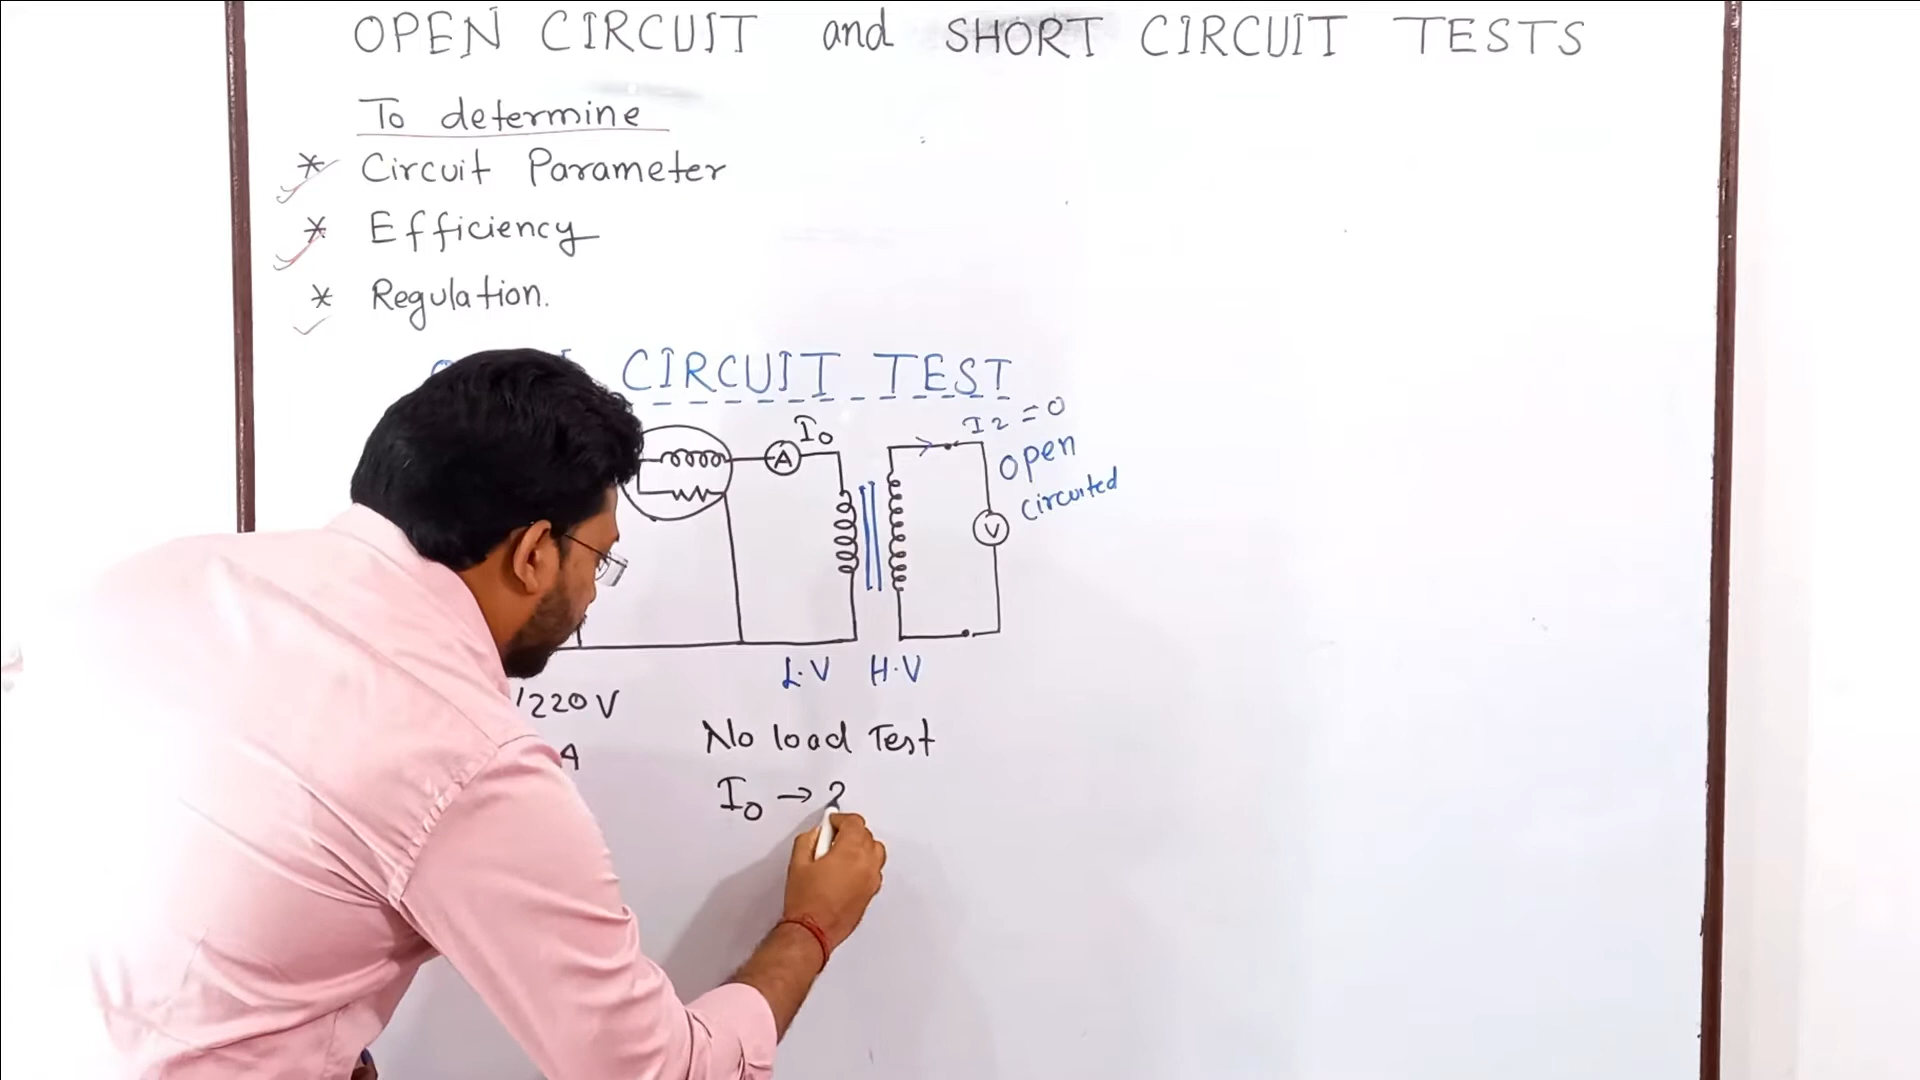 OPEN CIRCUIT and SHORT CIRCUIT TESTS
To determine
* Circuit Parameter
* Efficiency
* Regulation.
CIRCUIT TEST
I0
I2 = 0
Open
circuited
A
V
L.V H.V
/220 V
A
No load Test
I0 → 2